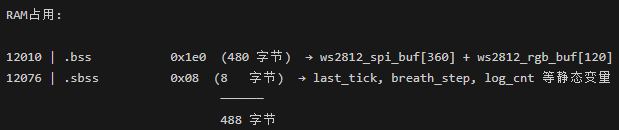 RAM占用:
12010 | .bss 0x1e0 (480 字节) → ws2812_spi_buf[360] + ws2812_rgb_buf[120]
12076 | .sbss 0x08 (8 字节) → last_tick, breath_step, log_cnt 等静态变量
──────
488 字节